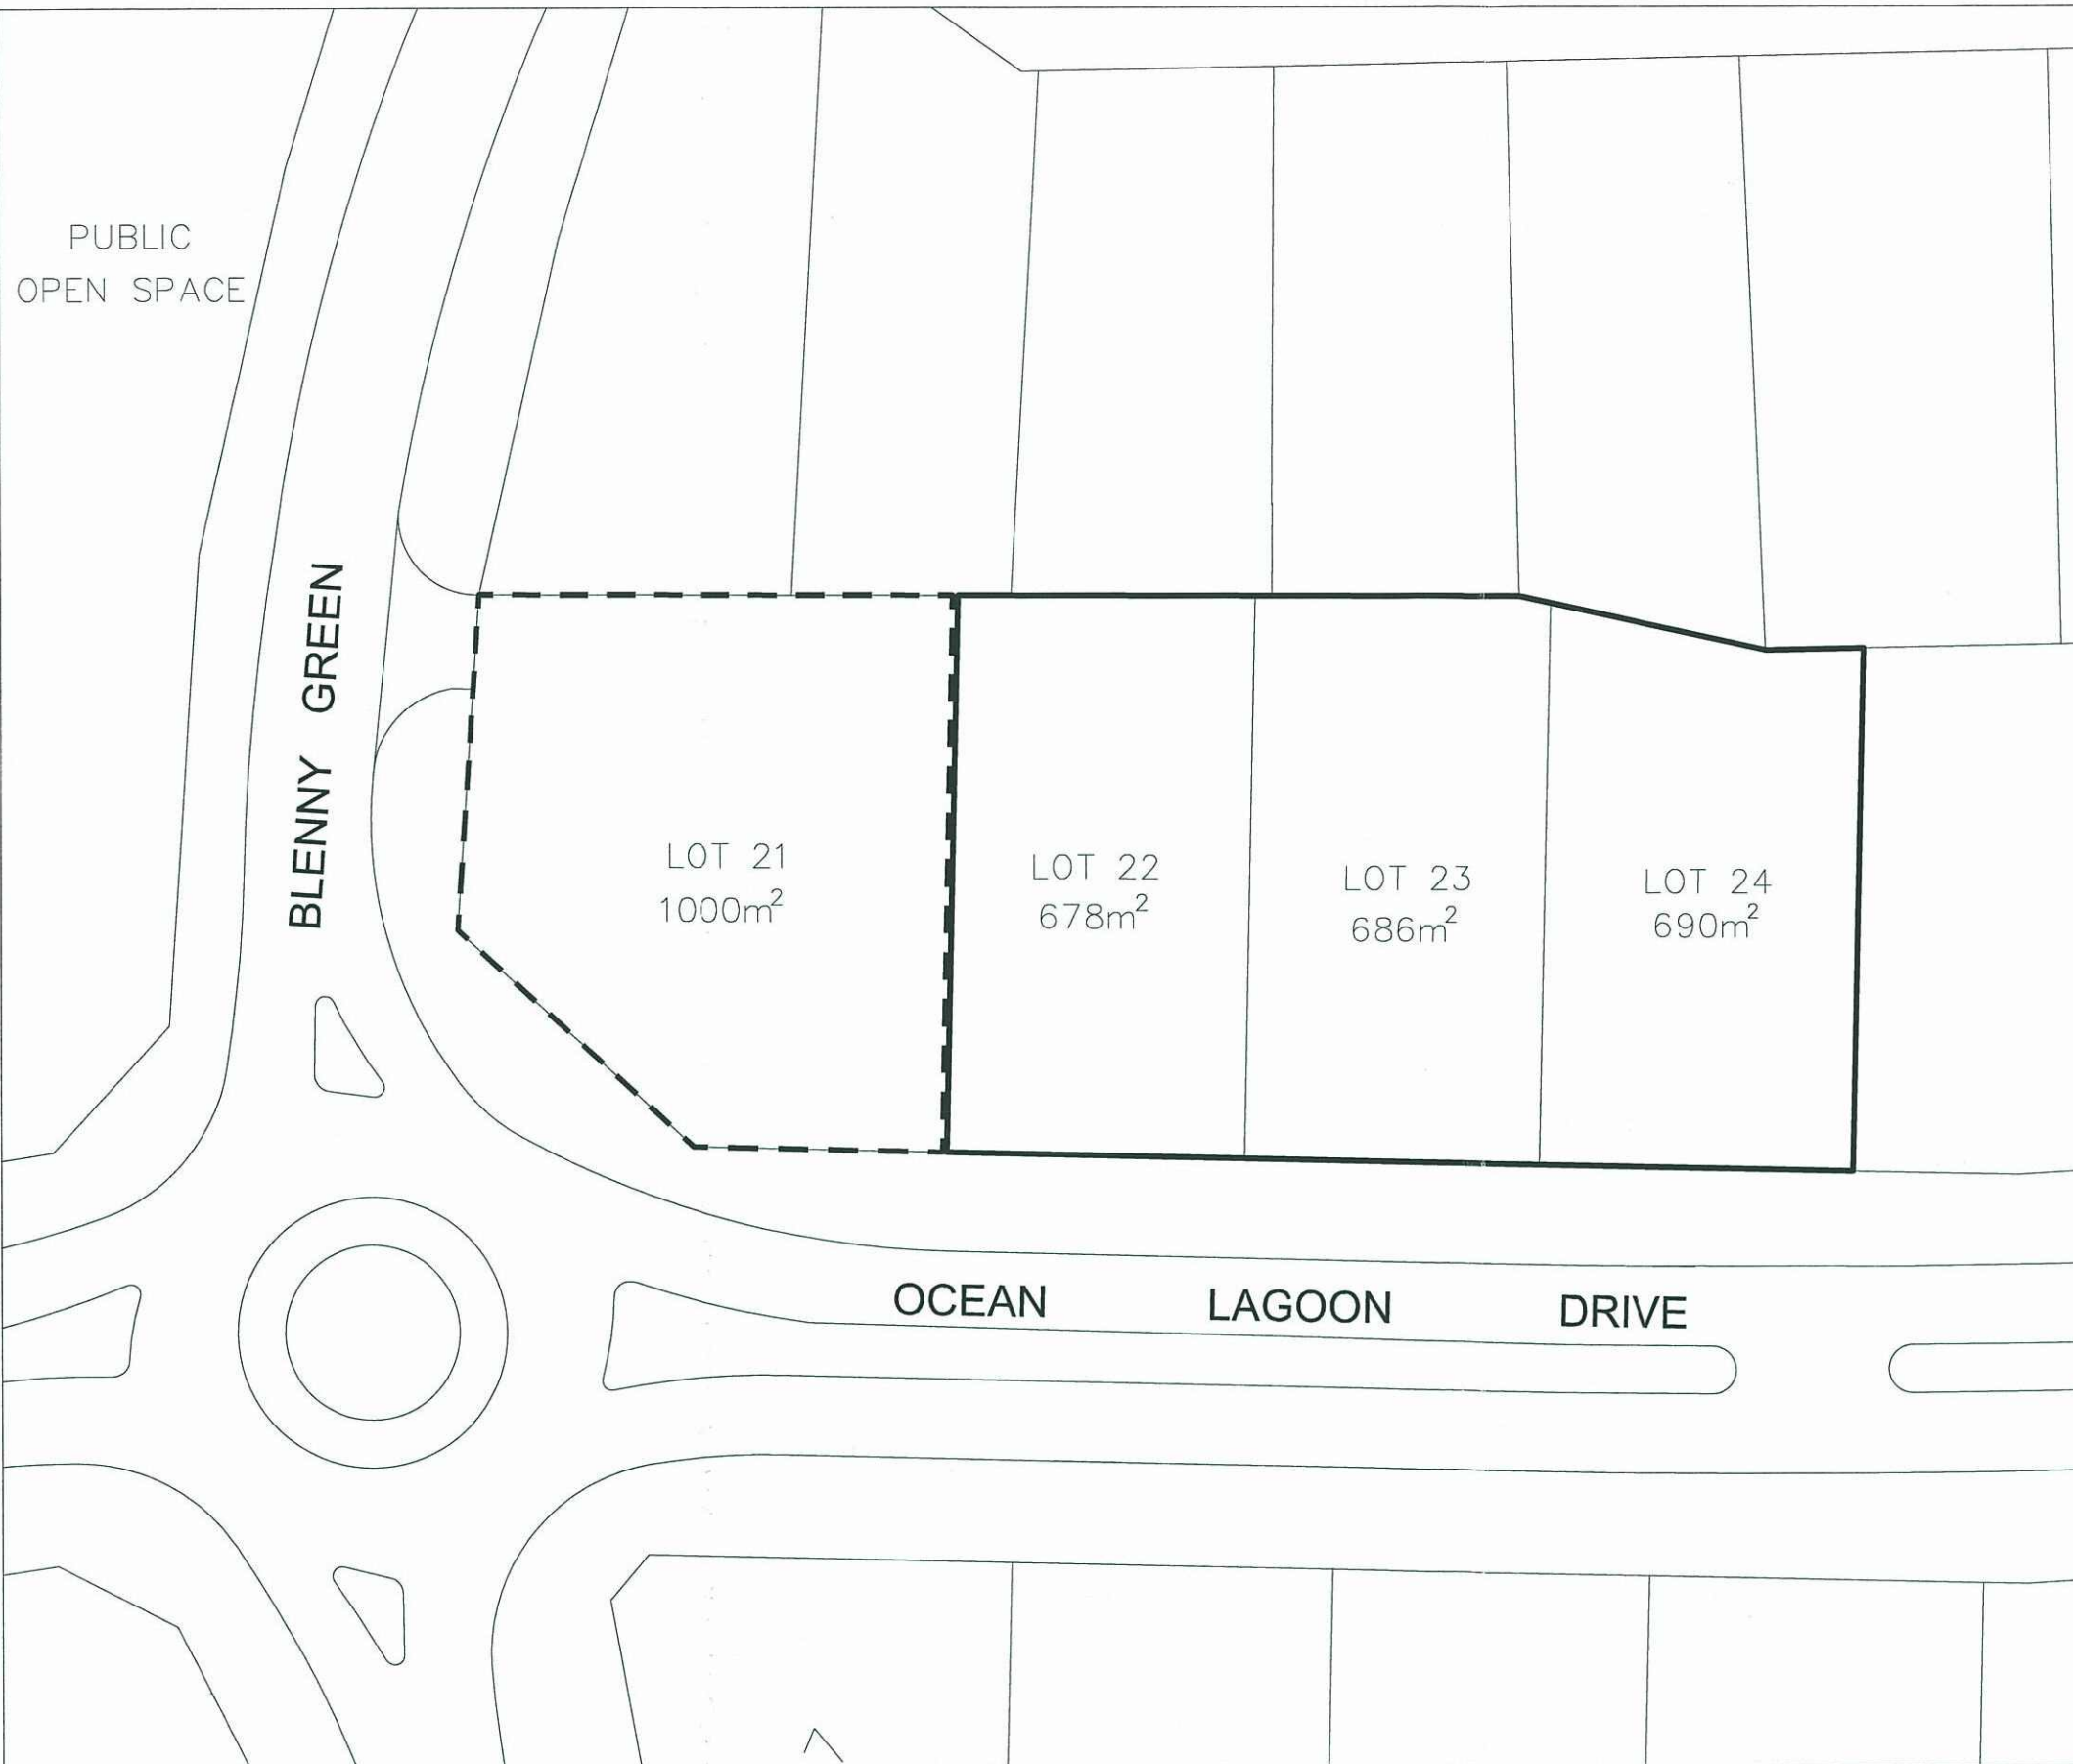 PUBLIC
OPEN SPACE
BLENNY GREEN
LOT 21
1000m²
LOT 22
678m²
LOT 23
686m²
LOT 24
690m²
OCEAN LAGOON DRIVE